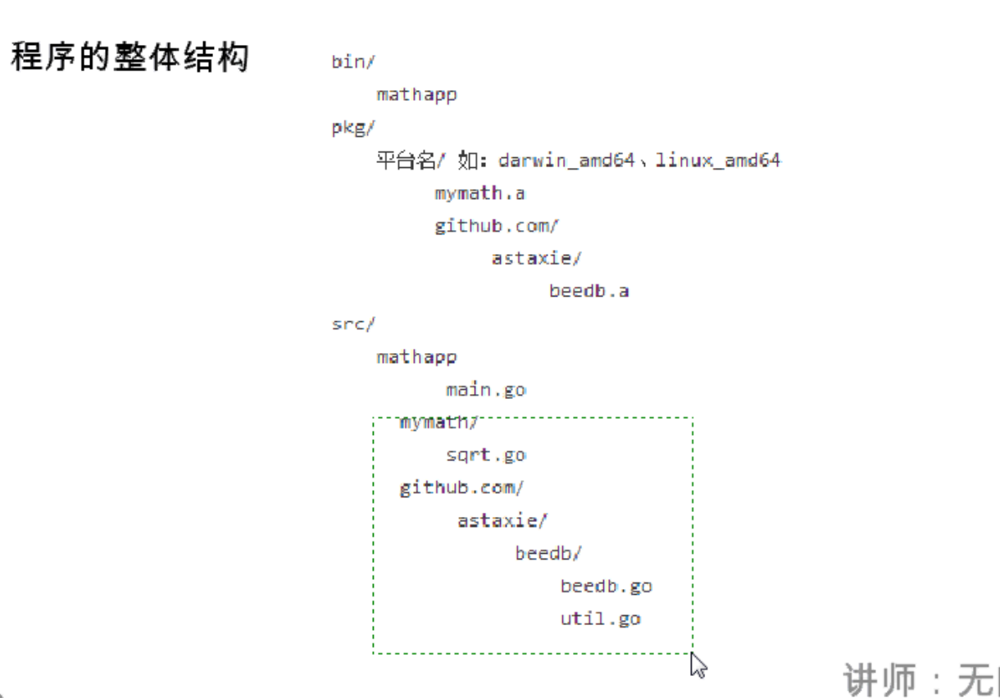 程序的整体结构
bin/
mathapp
pkg/
平台名/ 如：darwin_amd64、linux_amd64
mymath.a
github.com/
astaxie/
beedb.a
src/
mathapp
main.go
mymath/
sqrt.go
github.com/
astaxie/
beedb/
beedb.go
util.go
讲师：无